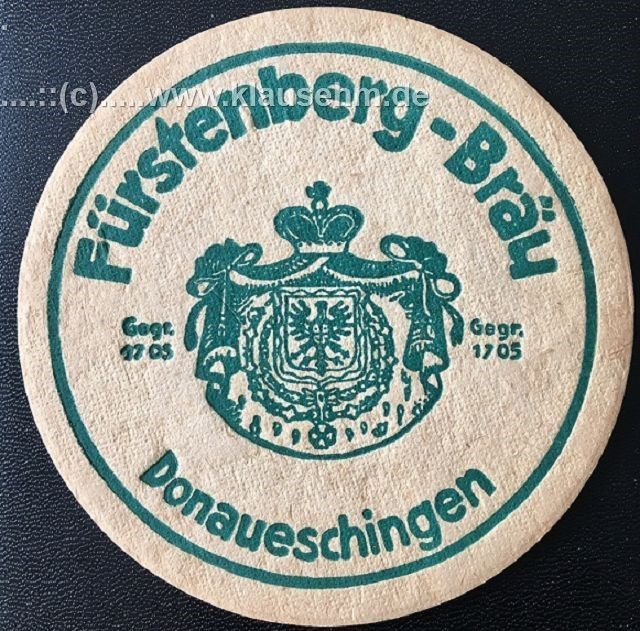 .....::(c).....www.klausehm.de
Fürstenberg-Bräu
Gegr.
1705
Gegr.
1705
Donaueschingen